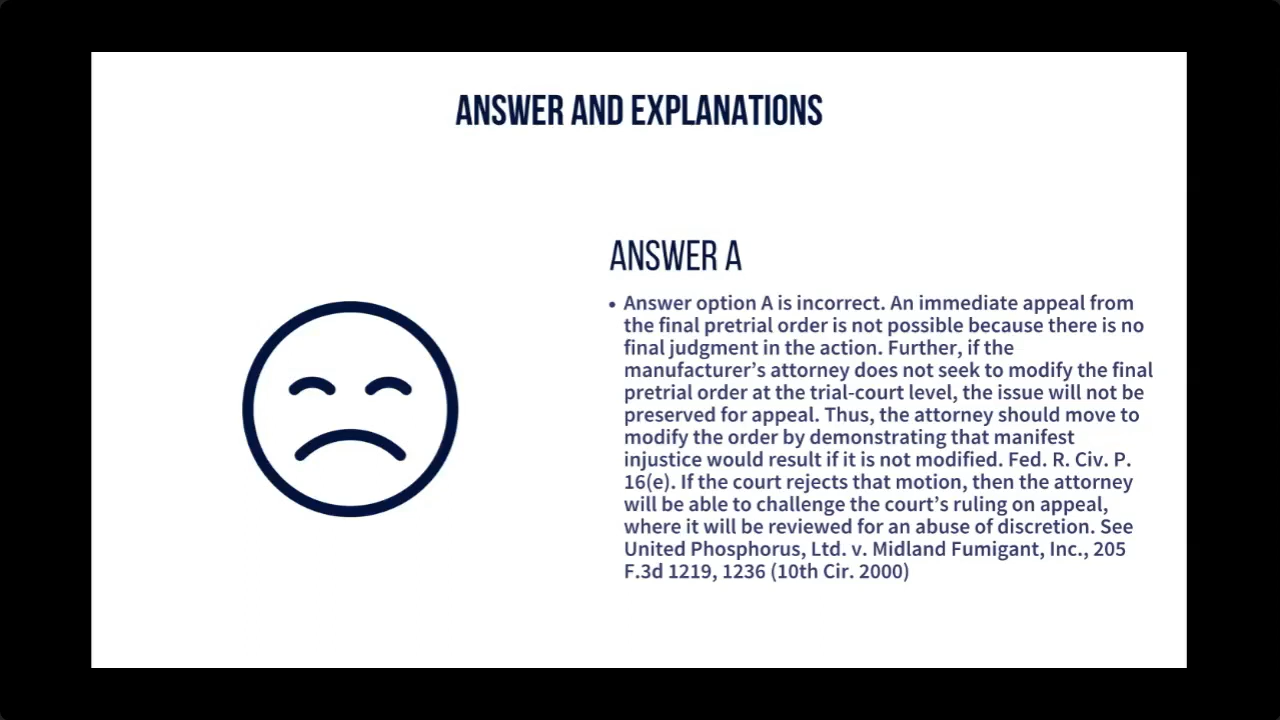 ANSWER AND EXPLANATIONS
ANSWER A
• Answer option A is incorrect. An immediate appeal from
the final pretrial order is not possible because there is no
final judgment in the action. Further, if the
manufacturer’s attorney does not seek to modify the final
pretrial order at the trial-court level, the issue will not be
preserved for appeal. Thus, the attorney should move to
modify the order by demonstrating that manifest
injustice would result if it is not modified. Fed. R. Civ. P.
16(e). If the court rejects that motion, then the attorney
will be able to challenge the court’s ruling on appeal,
where it will be reviewed for an abuse of discretion. See
United Phosphorus, Ltd. v. Midland Fumigant, Inc., 205
F.3d 1219, 1236 (10th Cir. 2000)